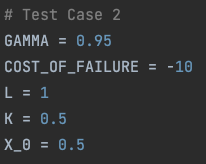 # Test Case 2
GAMMA = 0.95
COST_OF_FAILURE = -10
L = 1
K = 0.5
X_0 = 0.5